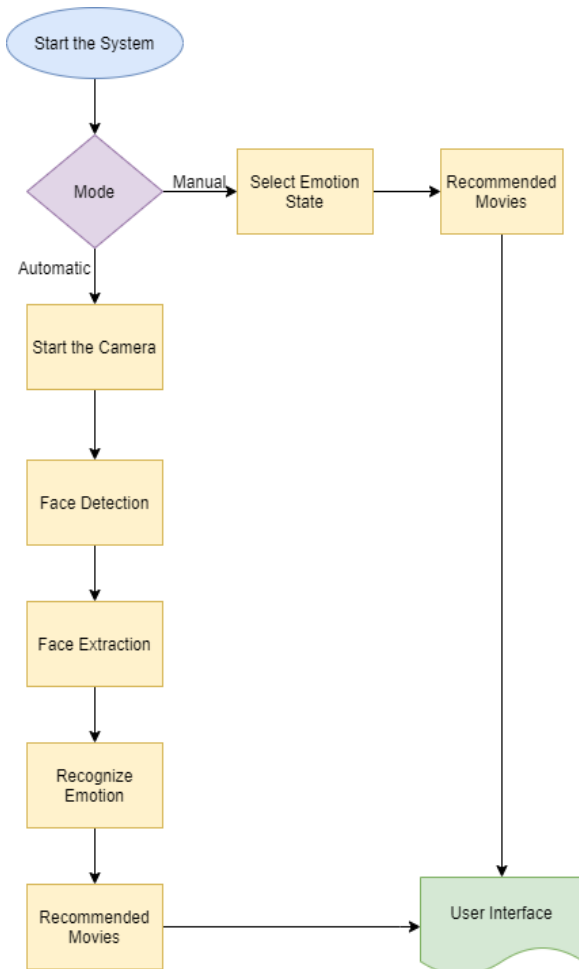 Start the System
Mode
Manual
Select Emotion
State
Recommended
Movies
Automatic
Start the Camera
Face Detection
Face Extraction
Recognize
Emotion
Recommended
Movies
User Interface